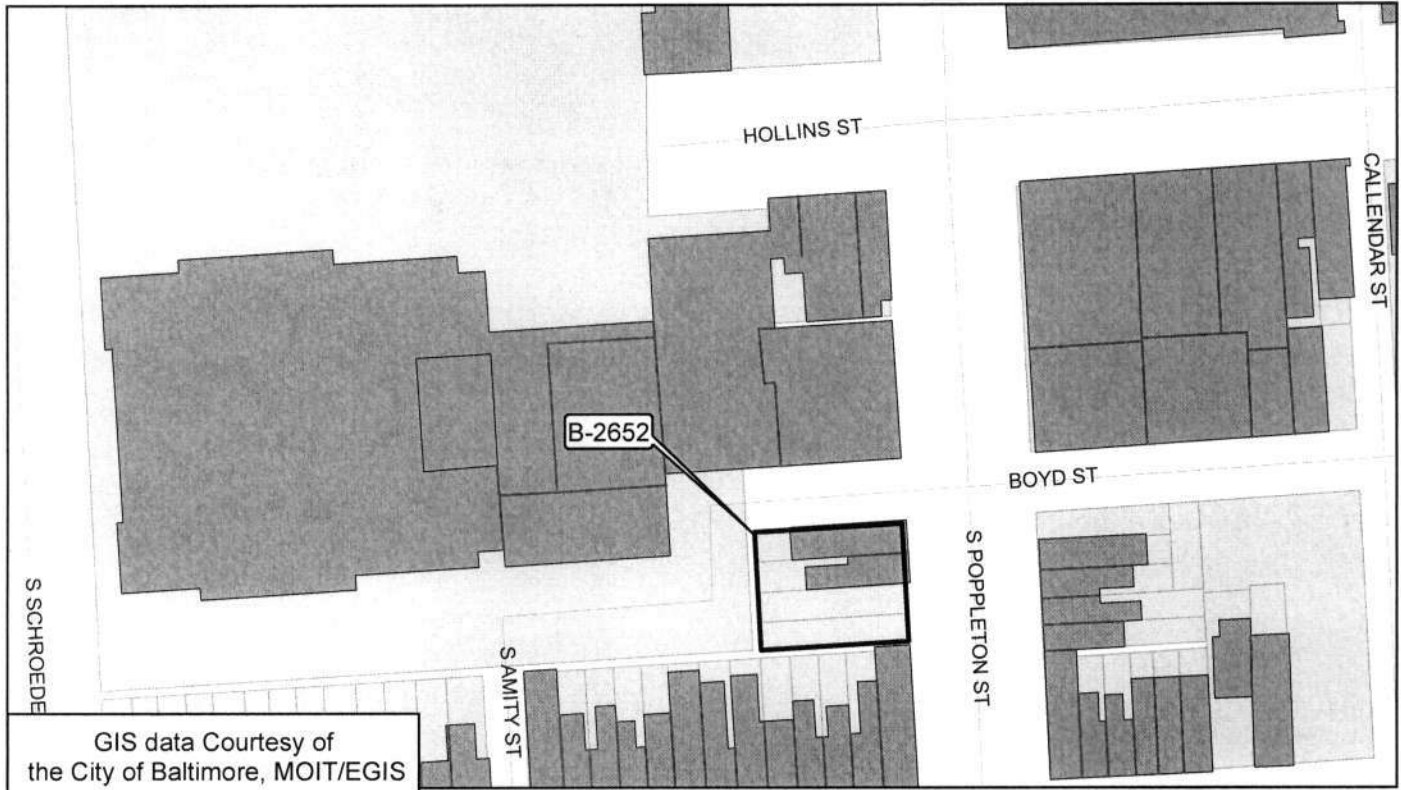 HOLLINS ST
CALLENDAR ST
B-2652
BOYD ST
S POPPLETON ST
S SCHROEDE
S AMITY ST
GIS data Courtesy of
the City of Baltimore, MOIT/EGIS